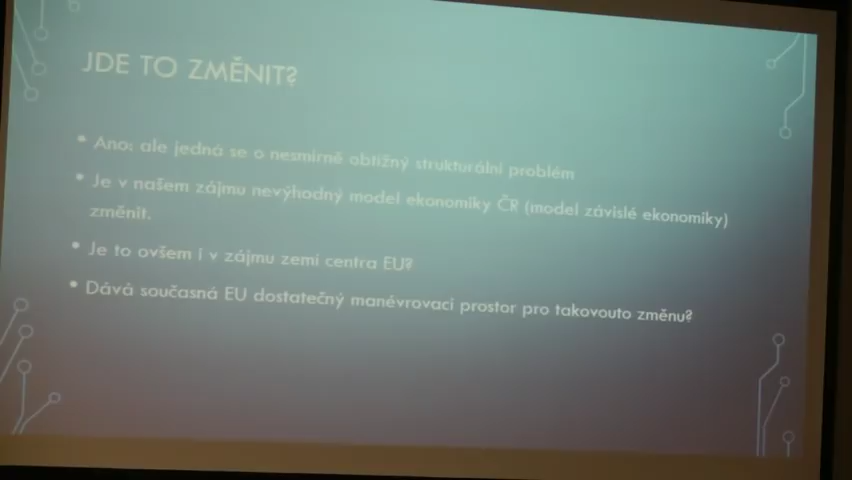 JDE TO ZMĚNIT?
• Ano: ale jedná se o nesmírně obtížný strukturální problém
• Je v našem zájmu nevýhodný model ekonomiky ČR (model závislé ekonomiky)
změnit.
• Je to ovšem i v zájmu zemí centra EU?
• Dává současná EU dostatečný manévrovací prostor pro takovouto změnu?